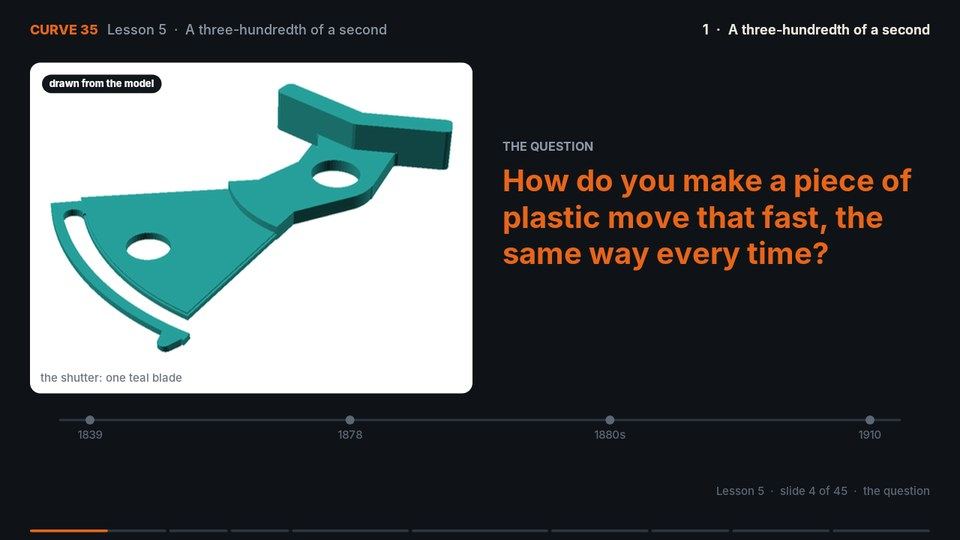 CURVE 35 Lesson 5 · A three-hundredth of a second
1 · A three-hundredth of a second
drawn from the model
THE QUESTION
How do you make a piece of
plastic move that fast, the
same way every time?
the shutter: one teal blade
1839 1878 1880s 1910
Lesson 5 · slide 4 of 45 · the question